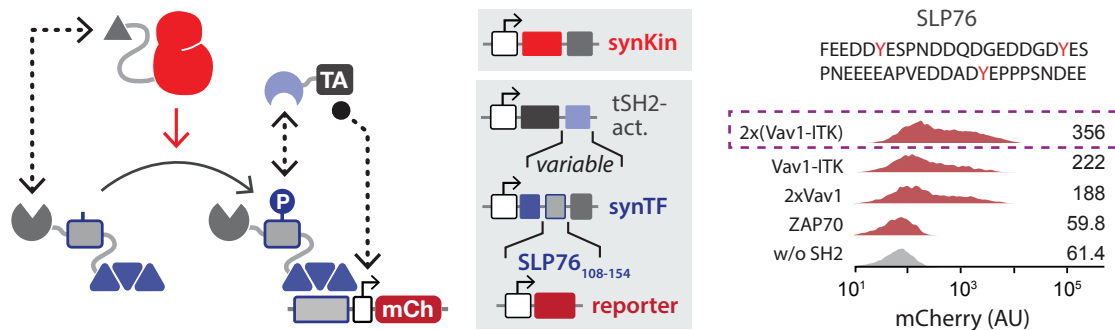 TA
P
mCh
synKin
tSH2-
act.
variable
synTF
SLP76108-154
reporter
SLP76
FEEDDYESPNDDQDGEDDGDYES
PNEEEEAPVEDDADYEPPPSNDEE
2x(Vav1-ITK) 356
Vav1-ITK 222
2xVav1 188
ZAP70 59.8
w/o SH2 61.4
10¹ 10³ 10⁵
mCherry (AU)